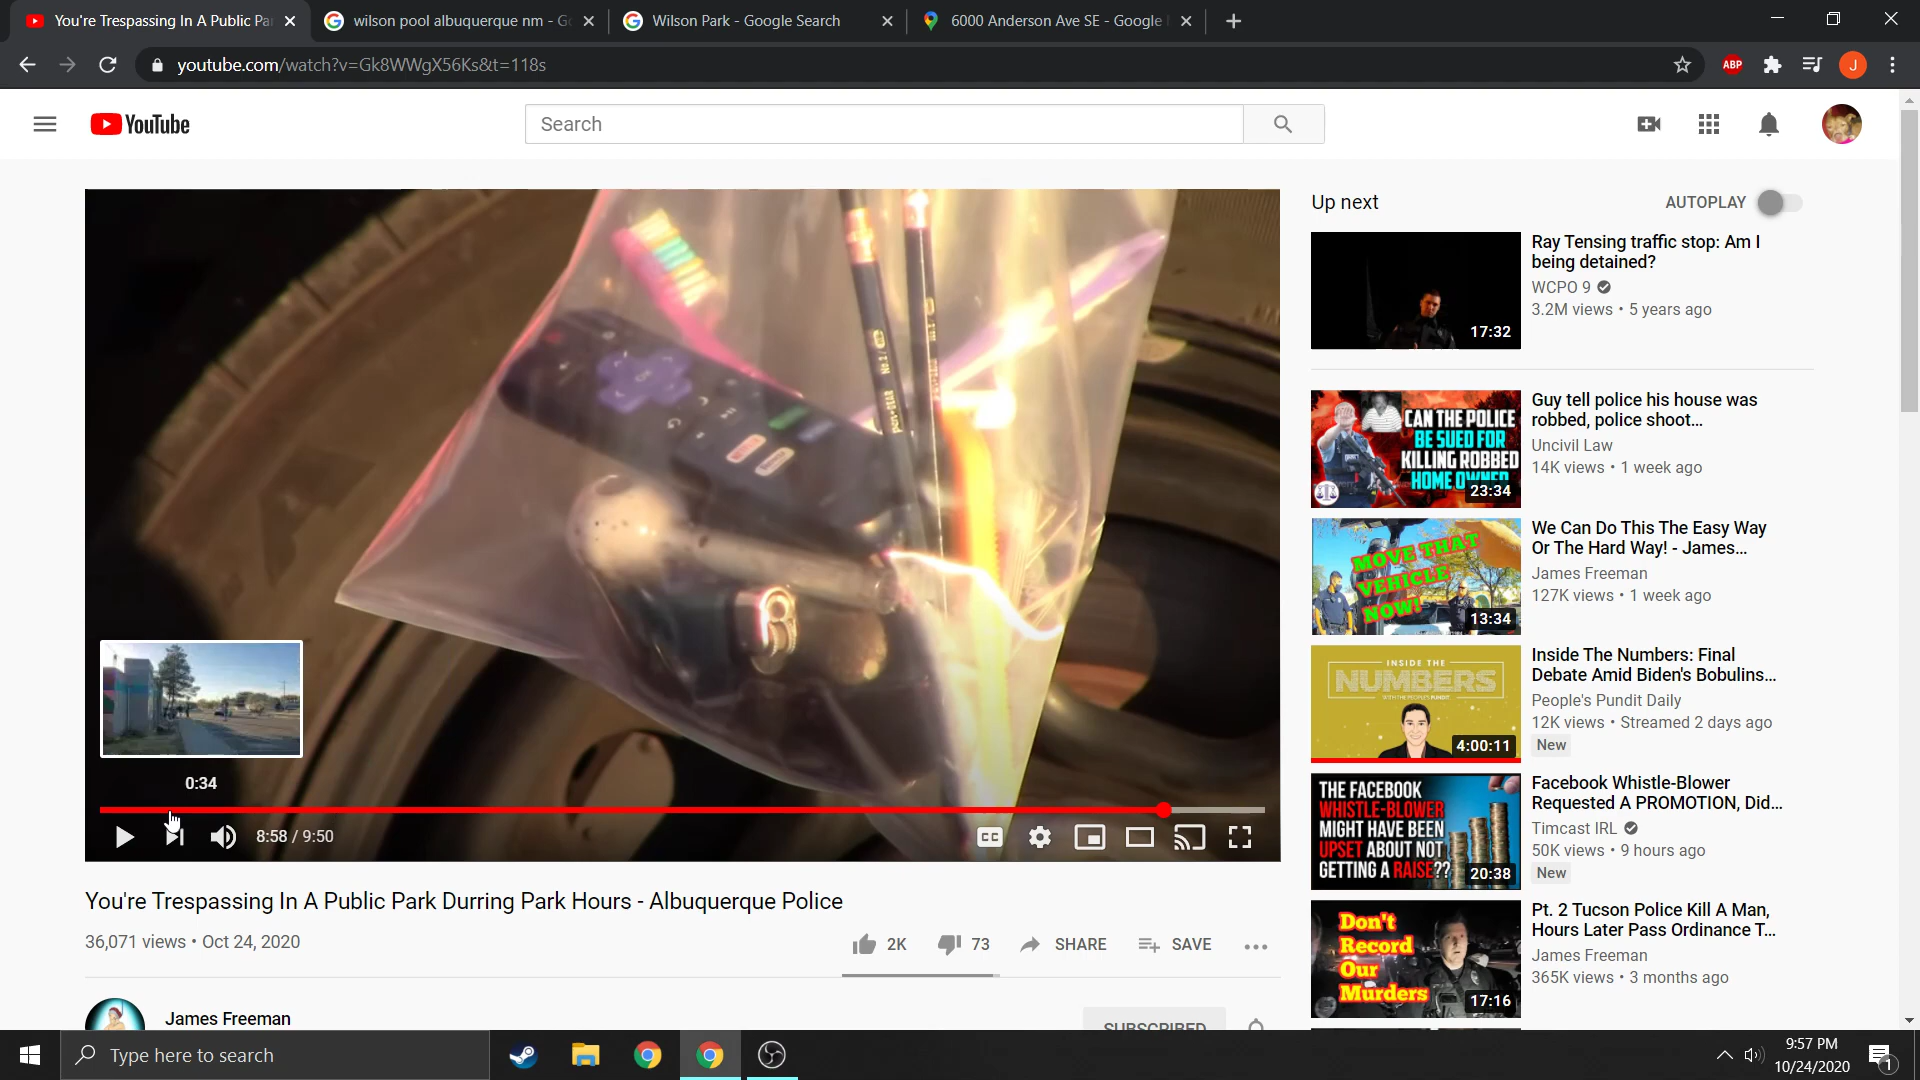 You're Trespassing In A Public Pa
wilson pool albuquerque nm - G
Wilson Park - Google Search
6000 Anderson Ave SE - Google
youtube.com/watch?v=Gk8WWgX56Ks&t=118s
ABP
J
YouTube
Search
Up next
AUTOPLAY
Ray Tensing traffic stop: Am I
being detained?
WCPO 9
3.2M views • 5 years ago
17:32
Guy tell police his house was
robbed, police shoot...
Uncivil Law
14K views • 1 week ago
CAN THE POLICE
BE SUED FOR
KILLING ROBBED
HOME OWNER
23:34
We Can Do This The Easy Way
Or The Hard Way! - James...
James Freeman
127K views • 1 week ago
MOVE THAT
VEHICLE
NOW!
13:34
Inside The Numbers: Final
Debate Amid Biden's Bobulins...
People's Pundit Daily
12K views • Streamed 2 days ago
New
INSIDE THE
NUMBERS
4:00:11
Facebook Whistle-Blower
Requested A PROMOTION, Did...
Timcast IRL
50K views • 9 hours ago
New
THE FACEBOOK
WHISTLE-BLOWER
MIGHT HAVE BEEN
UPSET ABOUT NOT
GETTING A RAISE??
20:38
Pt. 2 Tucson Police Kill A Man,
Hours Later Pass Ordinance T...
James Freeman
365K views • 3 months ago
Don't
Record
Our
Murders
17:16
0:34
8:58 / 9:50
CC
You're Trespassing In A Public Park Durring Park Hours - Albuquerque Police
36,071 views • Oct 24, 2020
2K
73
SHARE
SAVE
James Freeman
SUBSCRIBED
Type here to search
9:57 PM
10/24/2020
1